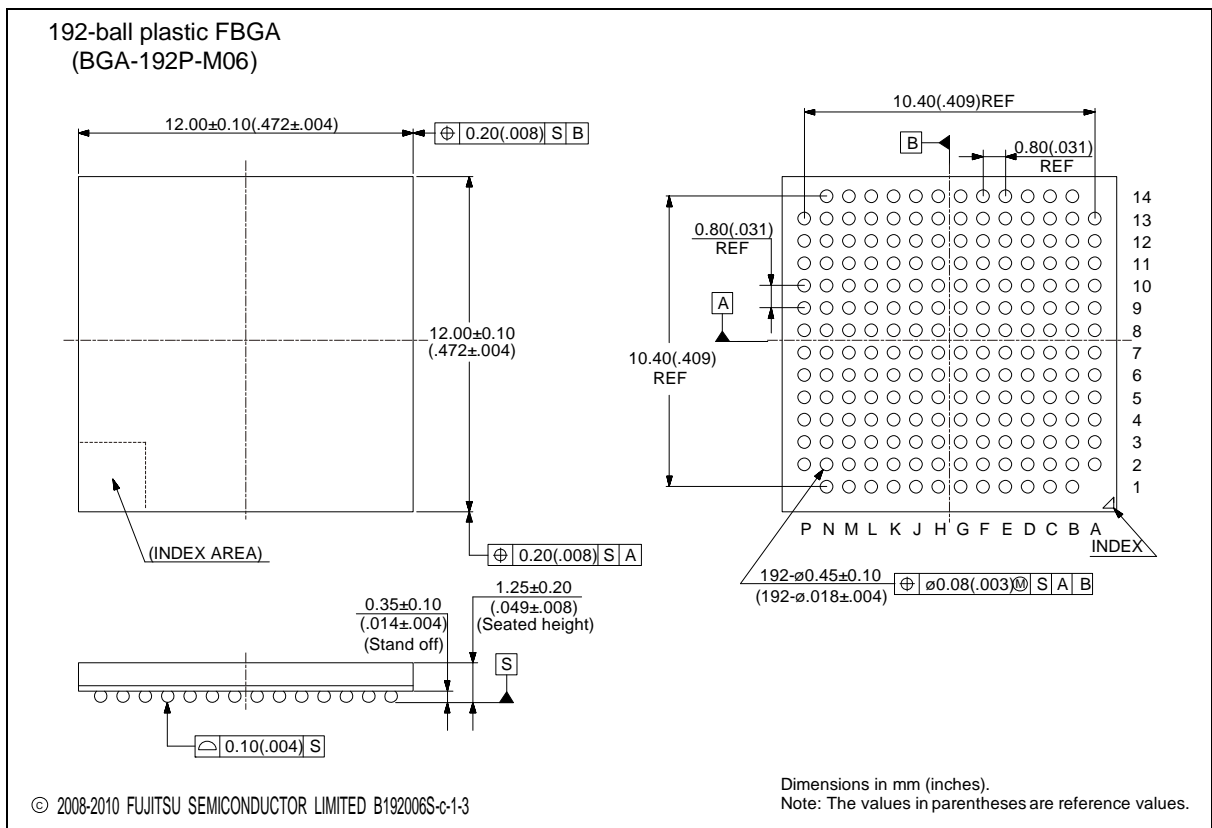 192-ball plastic FBGA
(BGA-192P-M06)
12.00±0.10(.472±.004)
⌖ 0.20(.008) S B
12.00±0.10
(.472±.004)
(INDEX AREA)
⌖ 0.20(.008) S A
10.40(.409)REF
B
0.80(.031)
REF
0.80(.031)
REF
A
10.40(.409)
REF
14
13
12
11
10
9
8
7
6
5
4
3
2
1
P N M L K J H G F E D C B A
INDEX
192-ø0.45±0.10
(192-ø.018±.004)
⌖ ø0.08(.003)Ⓜ S A B
0.35±0.10
(.014±.004)
(Stand off)
1.25±0.20
(.049±.008)
(Seated height)
S
⌓ 0.10(.004) S
© 2008-2010 FUJITSU SEMICONDUCTOR LIMITED B192006S-c-1-3
Dimensions in mm (inches).
Note: The values in parentheses are reference values.